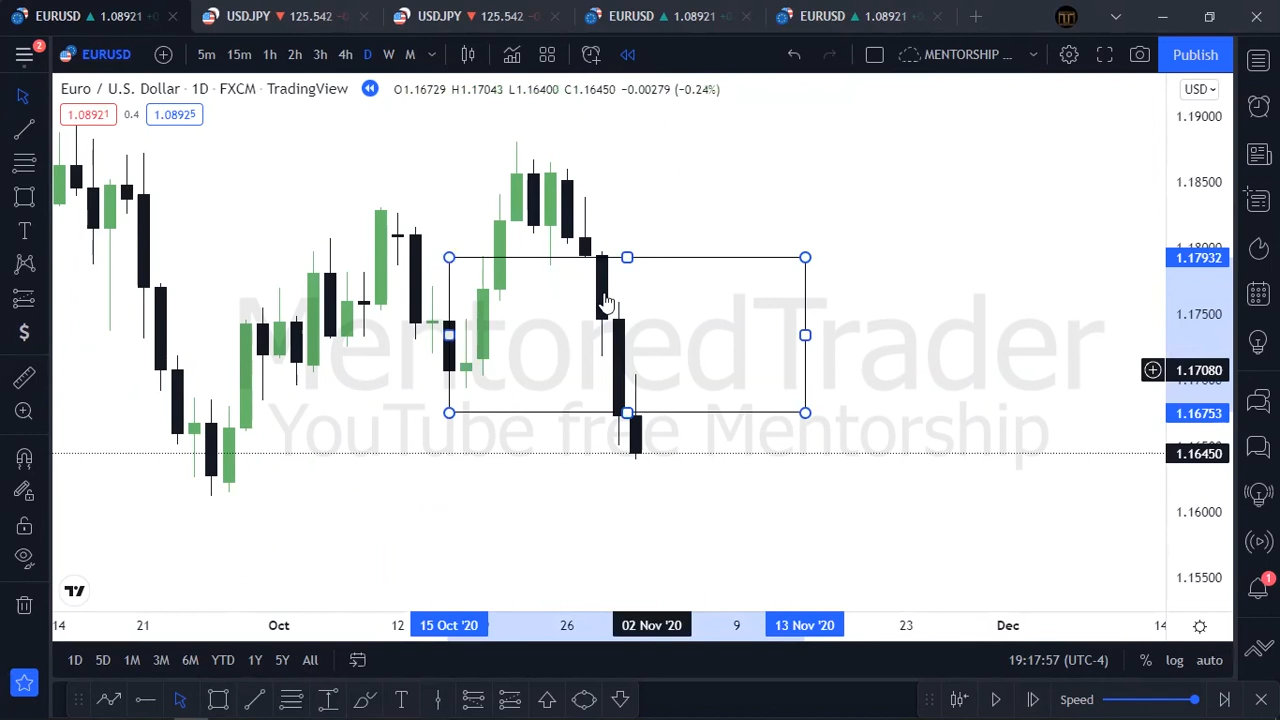 EURUSD 1.08921 USDJPY 125.542 USDJPY 125.542 EURUSD 1.08921 EURUSD 1.08921
2 EURUSD 5m 15m 1h 2h 3h 4h D W M MENTORSHIP ... Publish
Euro / U.S. Dollar · 1D · FXCM · TradingView O1.16729 H1.17043 L1.16400 C1.16450 −0.00279 (−0.24%) USD
1.08921 0.4 1.08925
1.19000
1.18500
1.18000
1.17932
1.17500
1.17080
1.16753
1.16450
1.16000
1.15500
MentoredTrader
YouTube free Mentorship
14 21 Oct 12 15 Oct '20 26 02 Nov '20 9 13 Nov '20 23 Dec 14
1
1D 5D 1M 3M 6M YTD 1Y 5Y All 19:17:57 (UTC-4) % log auto
Speed